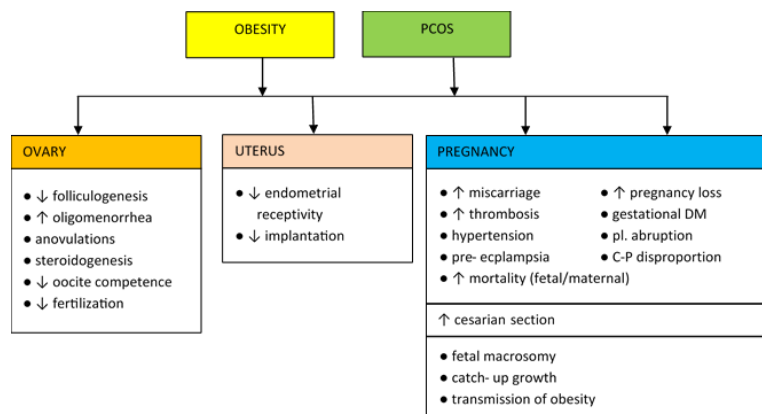 OBESITY
PCOS
OVARY
● ↓ folliculogenesis
● ↑ oligomenorrhea
● anovulations
● steroidogenesis
● ↓ oocite competence
● ↓ fertilization
UTERUS
● ↓ endometrial
receptivity
● ↓ implantation
PREGNANCY
● ↑ miscarriage
● ↑ thrombosis
● hypertension
● pre- ecplampsia
● ↑ mortality (fetal/maternal)
● ↑ pregnancy loss
● gestational DM
● pl. abruption
● C-P disproportion
↑ cesarian section
● fetal macrosomy
● catch- up growth
● transmission of obesity